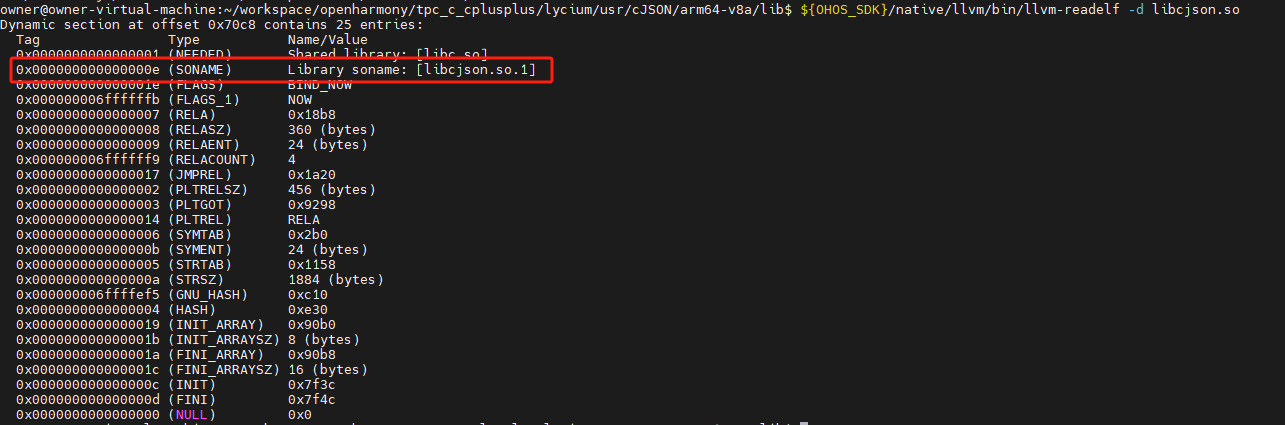 owner@owner-virtual-machine:~/workspace/openharmony/tpc_c_cplusplus/lycium/usr/cJSON/arm64-v8a/lib$ ${OHOS_SDK}/native/llvm/bin/llvm-readelf -d libcjson.so
Dynamic section at offset 0x70c8 contains 25 entries:
Tag Type Name/Value
0x0000000000000001 (NEEDED) Shared library: [libc.so]
0x000000000000000e (SONAME) Library soname: [libcjson.so.1]
0x000000000000001e (FLAGS) BIND_NOW
0x000000006ffffffb (FLAGS_1) NOW
0x0000000000000007 (RELA) 0x18b8
0x0000000000000008 (RELASZ) 360 (bytes)
0x0000000000000009 (RELAENT) 24 (bytes)
0x000000006ffffff9 (RELACOUNT) 4
0x0000000000000017 (JMPREL) 0x1a20
0x0000000000000002 (PLTRELSZ) 456 (bytes)
0x0000000000000003 (PLTGOT) 0x9298
0x0000000000000014 (PLTREL) RELA
0x0000000000000006 (SYMTAB) 0x2b0
0x000000000000000b (SYMENT) 24 (bytes)
0x0000000000000005 (STRTAB) 0x1158
0x000000000000000a (STRSZ) 1884 (bytes)
0x000000006ffffef5 (GNU_HASH) 0xc10
0x0000000000000004 (HASH) 0xe30
0x0000000000000019 (INIT_ARRAY) 0x90b0
0x000000000000001b (INIT_ARRAYSZ) 8 (bytes)
0x000000000000001a (FINI_ARRAY) 0x90b8
0x000000000000001c (FINI_ARRAYSZ) 16 (bytes)
0x000000000000000c (INIT) 0x7f3c
0x000000000000000d (FINI) 0x7f4c
0x0000000000000000 (NULL) 0x0